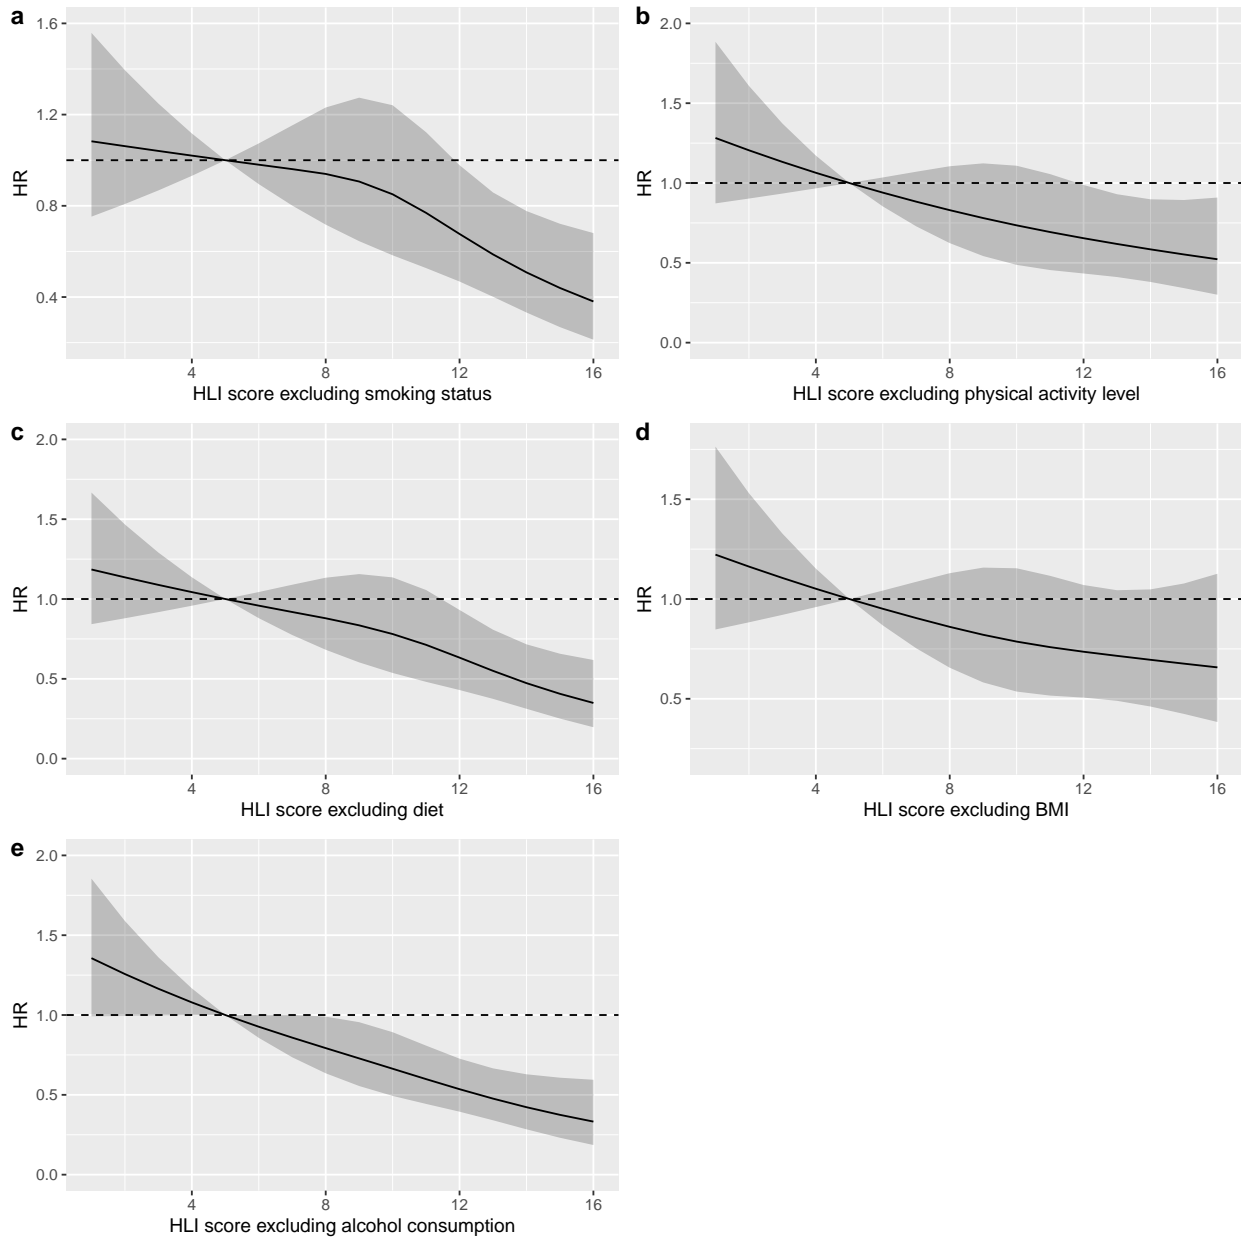 a
1.6
1.2
0.8
0.4
HR
4 8 12 16
HLI score excluding smoking status
b
2.0
1.5
1.0
0.5
0.0
HR
4 8 12 16
HLI score excluding physical activity level
c
2.0
1.5
1.0
0.5
0.0
HR
4 8 12 16
HLI score excluding diet
d
1.5
1.0
0.5
HR
4 8 12 16
HLI score excluding BMI
e
2.0
1.5
1.0
0.5
0.0
HR
4 8 12 16
HLI score excluding alcohol consumption